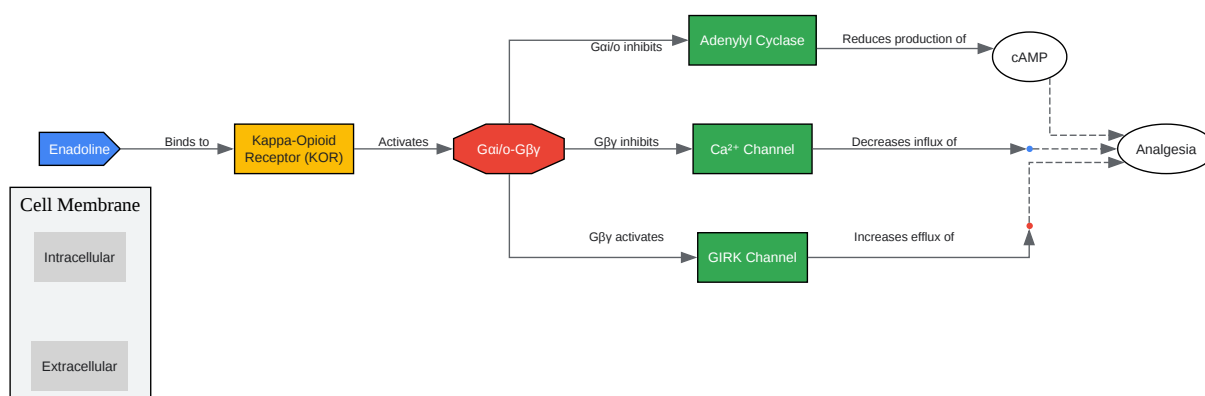 Enadoline
Binds to
Kappa-Opioid
Receptor (KOR)
Activates
Gαi/o-Gβγ
Gαi/o inhibits
Adenylyl Cyclase
Reduces production of
cAMP
Gβγ inhibits
Ca²⁺ Channel
Decreases influx of
Analgesia
Gβγ activates
GIRK Channel
Increases efflux of
Cell Membrane
Intracellular
Extracellular